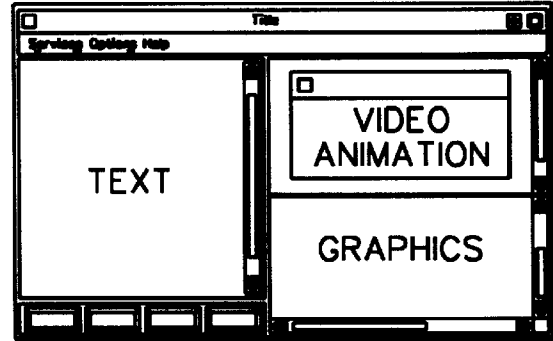 Title
Services Options Help
TEXT
VIDEO
ANIMATION
GRAPHICS